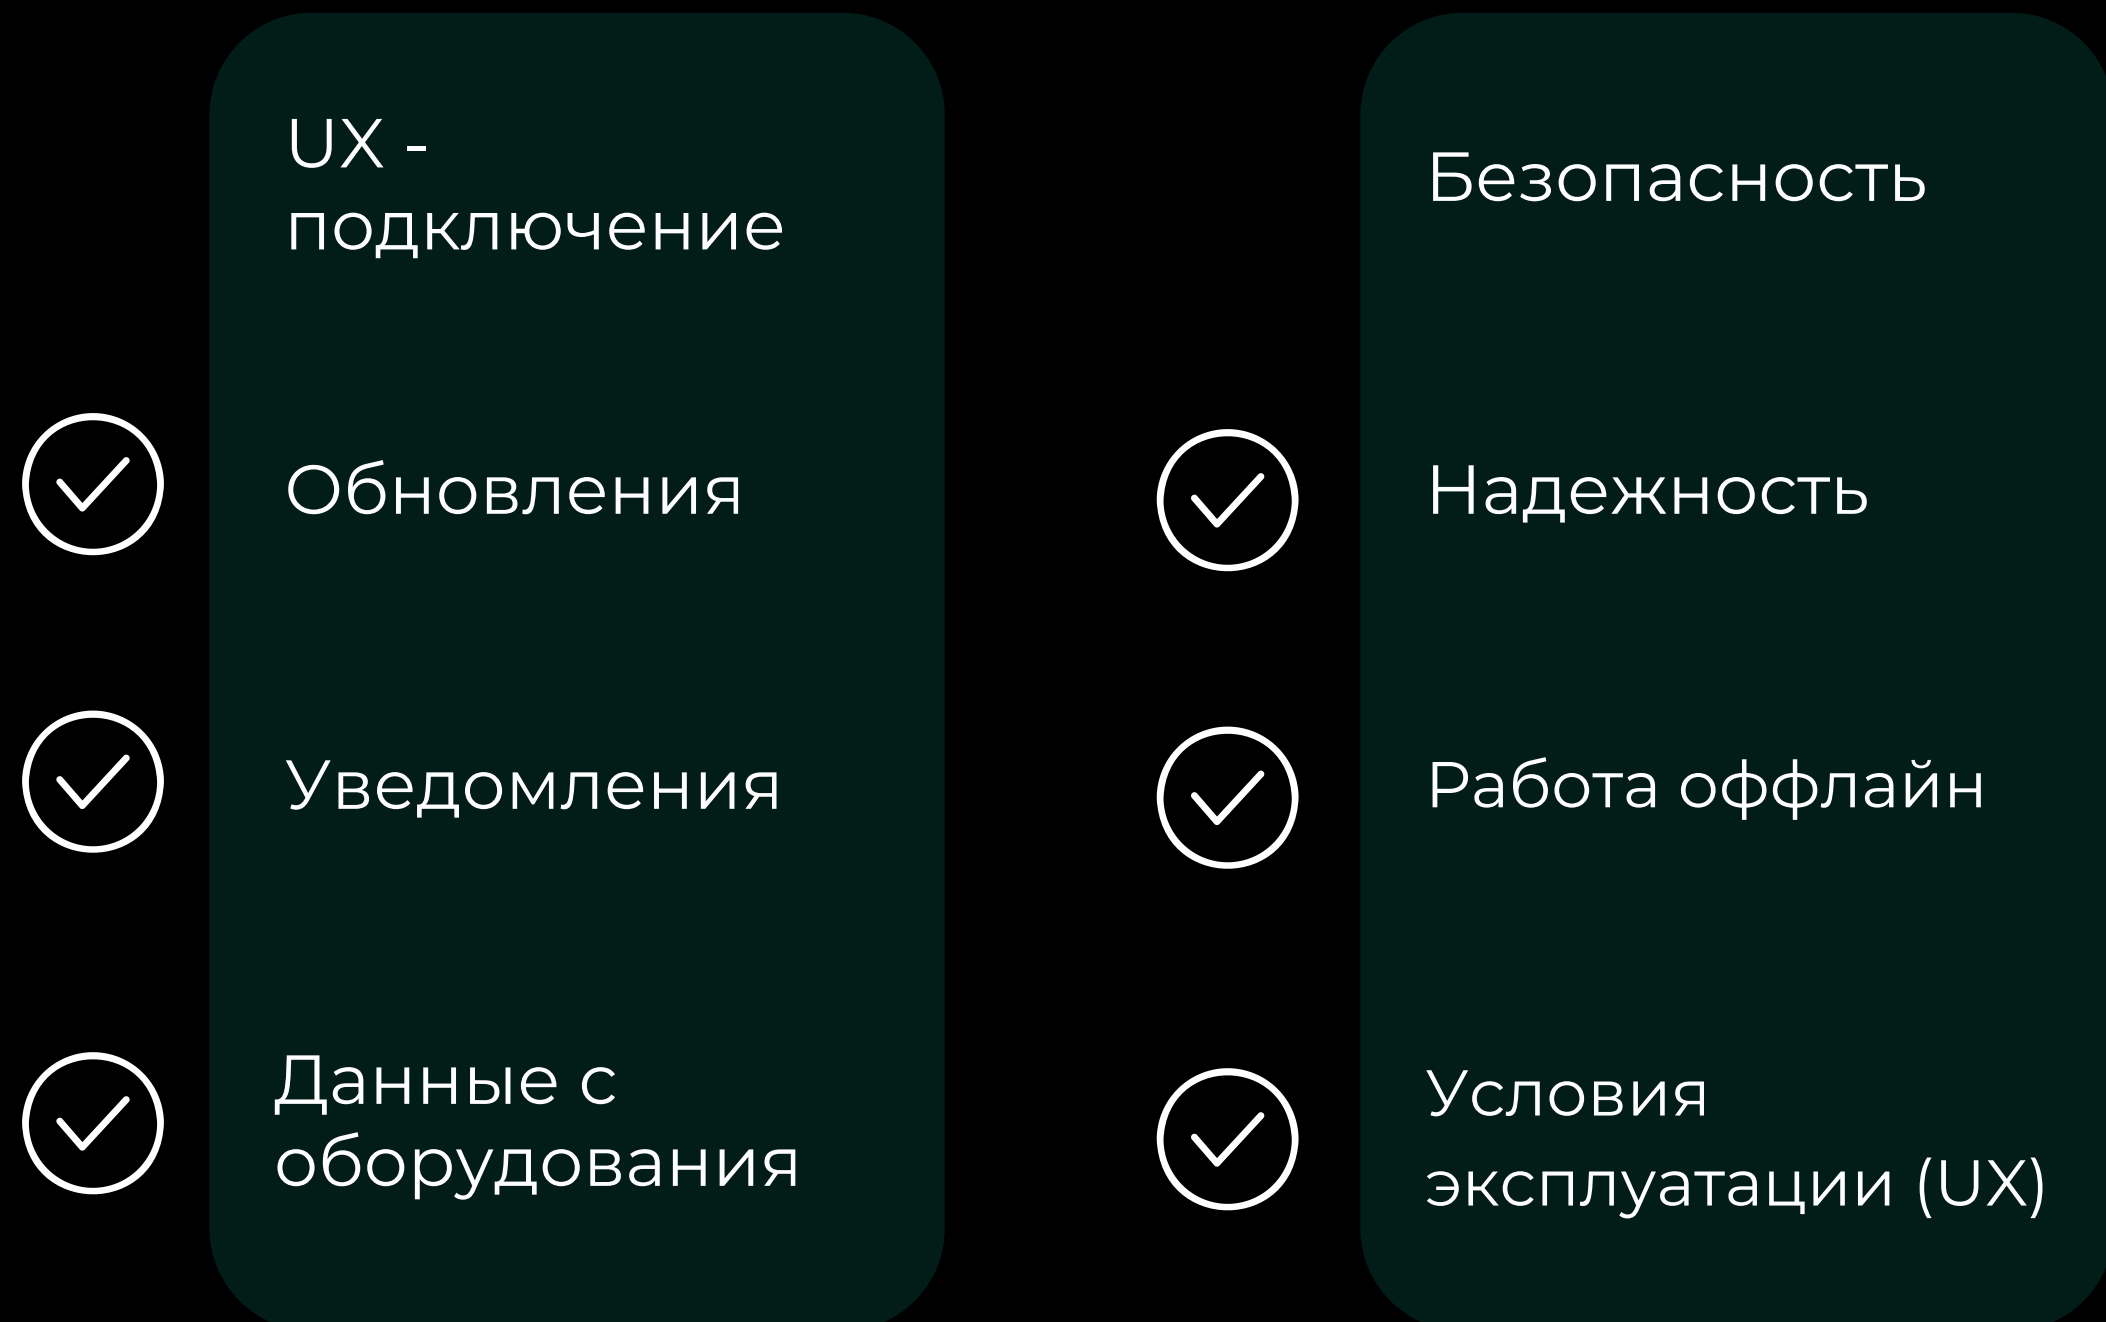 UX -
подключение
Обновления
Уведомления
Данные с
оборудования
Безопасность
Надежность
Работа оффлайн
Условия
эксплуатации (UX)